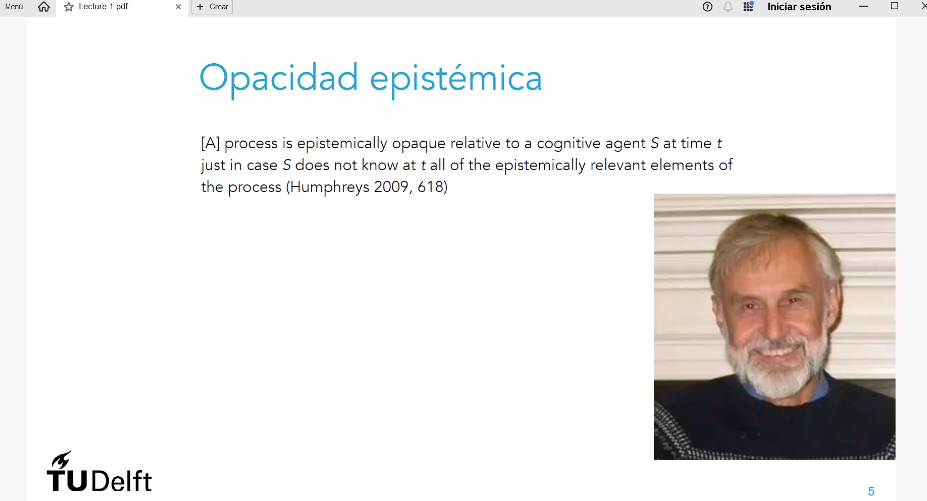 Menú
Lecture 1.pdf
× + Crear
Iniciar sesión
Opacidad epistémica
[A] process is epistemically opaque relative to a cognitive agent S at time t
just in case S does not know at t all of the epistemically relevant elements of
the process (Humphreys 2009, 618)
TUDelft
5